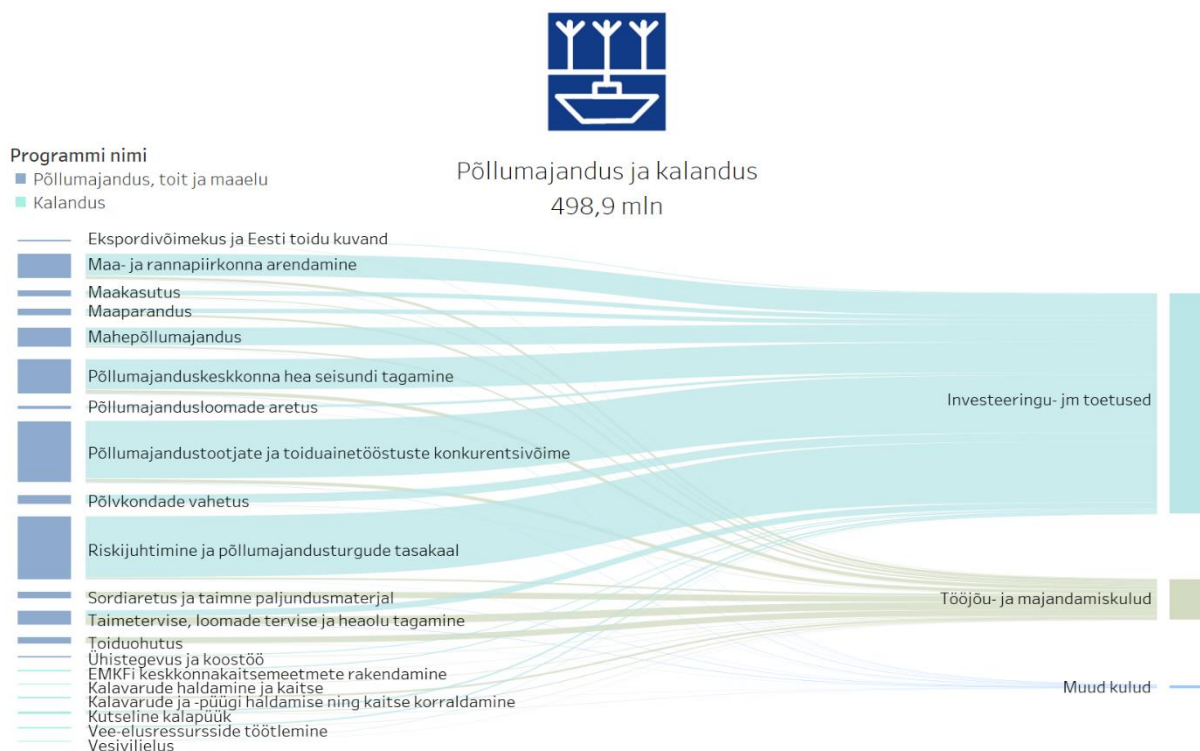 Põllumajandus ja kalandus
498,9 mln
Programmi nimi
Põllumajandus, toit ja maaelu
Kalandus
Ekspordivõimekus ja Eesti toidu kuvand
Maa- ja rannapiirkonna arendamine
Maakasutus
Maaparandus
Mahepõllumajandus
Põllumajanduskeskkonna hea seisundi tagamine
Põllumajandusloomade aretus
Põllumajandustootjate ja toiduainetööstuste konkurentsivõime
Põlvkondade vahetus
Riskijuhtimine ja põllumajandusturgude tasakaal
Sordiaretus ja taimne paljundusmaterjal
Taimetervise, loomade tervise ja heaolu tagamine
Toiduohutus
Ühistegevus ja koostöö
EMKFi keskkonnakaitsemeetmete rakendamine
Kalavarude haldamine ja kaitse
Kalavarude ja -püügi haldamise ning kaitse korraldamine
Kutseline kalapüük
Vee-elusressursside töötlemine
Vesiviljelus
Investeeringu- jm toetused
Tööjõu- ja majandamiskulud
Muud kulud